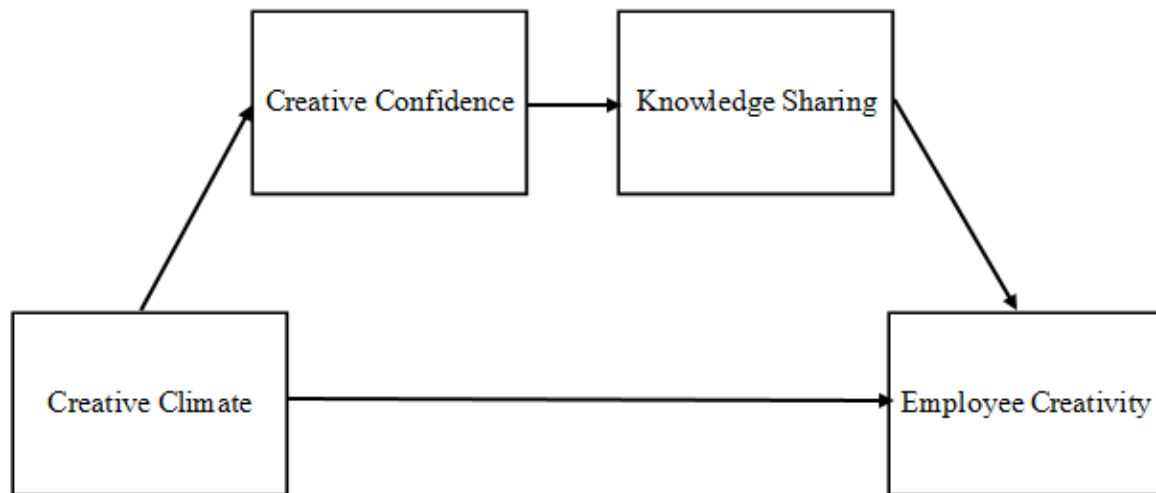 Creative Confidence
Knowledge Sharing
Creative Climate
Employee Creativity